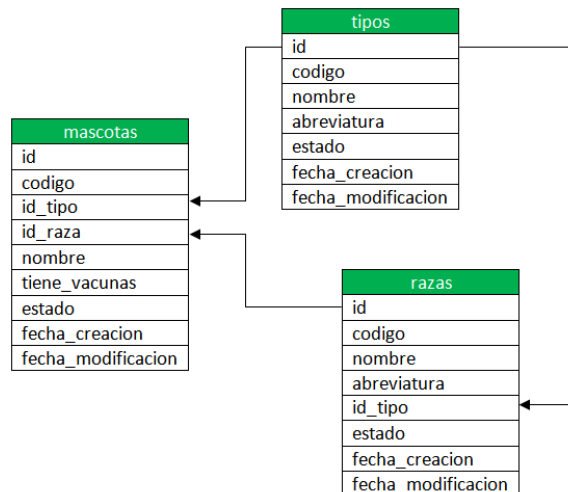 tipos
id
codigo
nombre
abreviatura
estado
fecha_creacion
fecha_modificacion
mascotas
id
codigo
id_tipo
id_raza
nombre
tiene_vacunas
estado
fecha_creacion
fecha_modificacion
razas
id
codigo
nombre
abreviatura
id_tipo
estado
fecha_creacion
fecha_modificacion